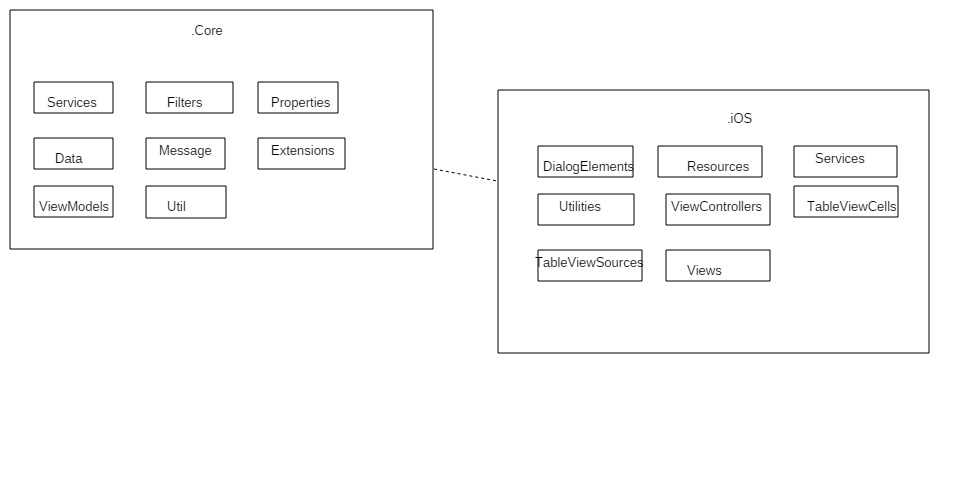 .Core
Services
Filters
Properties
Data
Message
Extensions
ViewModels
Util
.iOS
DialogElements
Resources
Services
Utilities
ViewControllers
TableViewCells
TableViewSources
Views